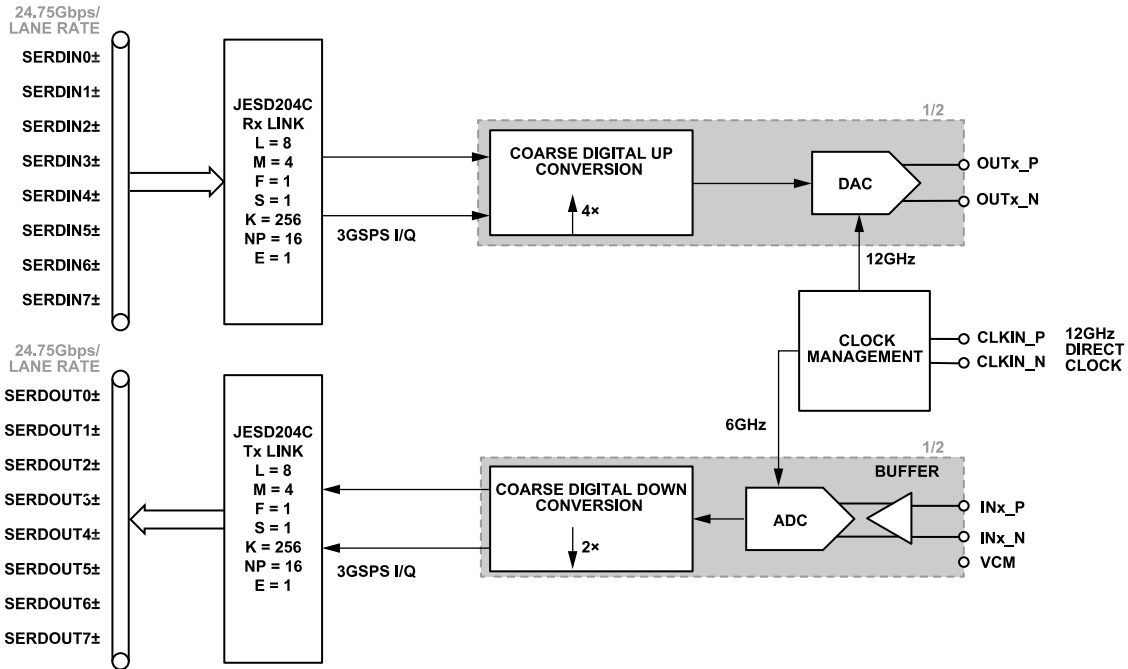 24.75Gbps/
LANE RATE
SERDIN0±
SERDIN1±
SERDIN2±
SERDIN3±
SERDIN4±
SERDIN5±
SERDIN6±
SERDIN7±
JESD204C
Rx LINK
L = 8
M = 4
F = 1
S = 1
K = 256
NP = 16
E = 1
3GSPS I/Q
1/2
COARSE DIGITAL UP
CONVERSION
4×
DAC
OUTx_P
OUTx_N
12GHz
CLOCK
MANAGEMENT
CLKIN_P
CLKIN_N
12GHz
DIRECT
CLOCK
6GHz
24.75Gbps/
LANE RATE
SERDOUT0±
SERDOUT1±
SERDOUT2±
SERDOUT3±
SERDOUT4±
SERDOUT5±
SERDOUT6±
SERDOUT7±
JESD204C
Tx LINK
L = 8
M = 4
F = 1
S = 1
K = 256
NP = 16
E = 1
3GSPS I/Q
1/2
COARSE DIGITAL DOWN
CONVERSION
2×
ADC
BUFFER
INx_P
INx_N
VCM